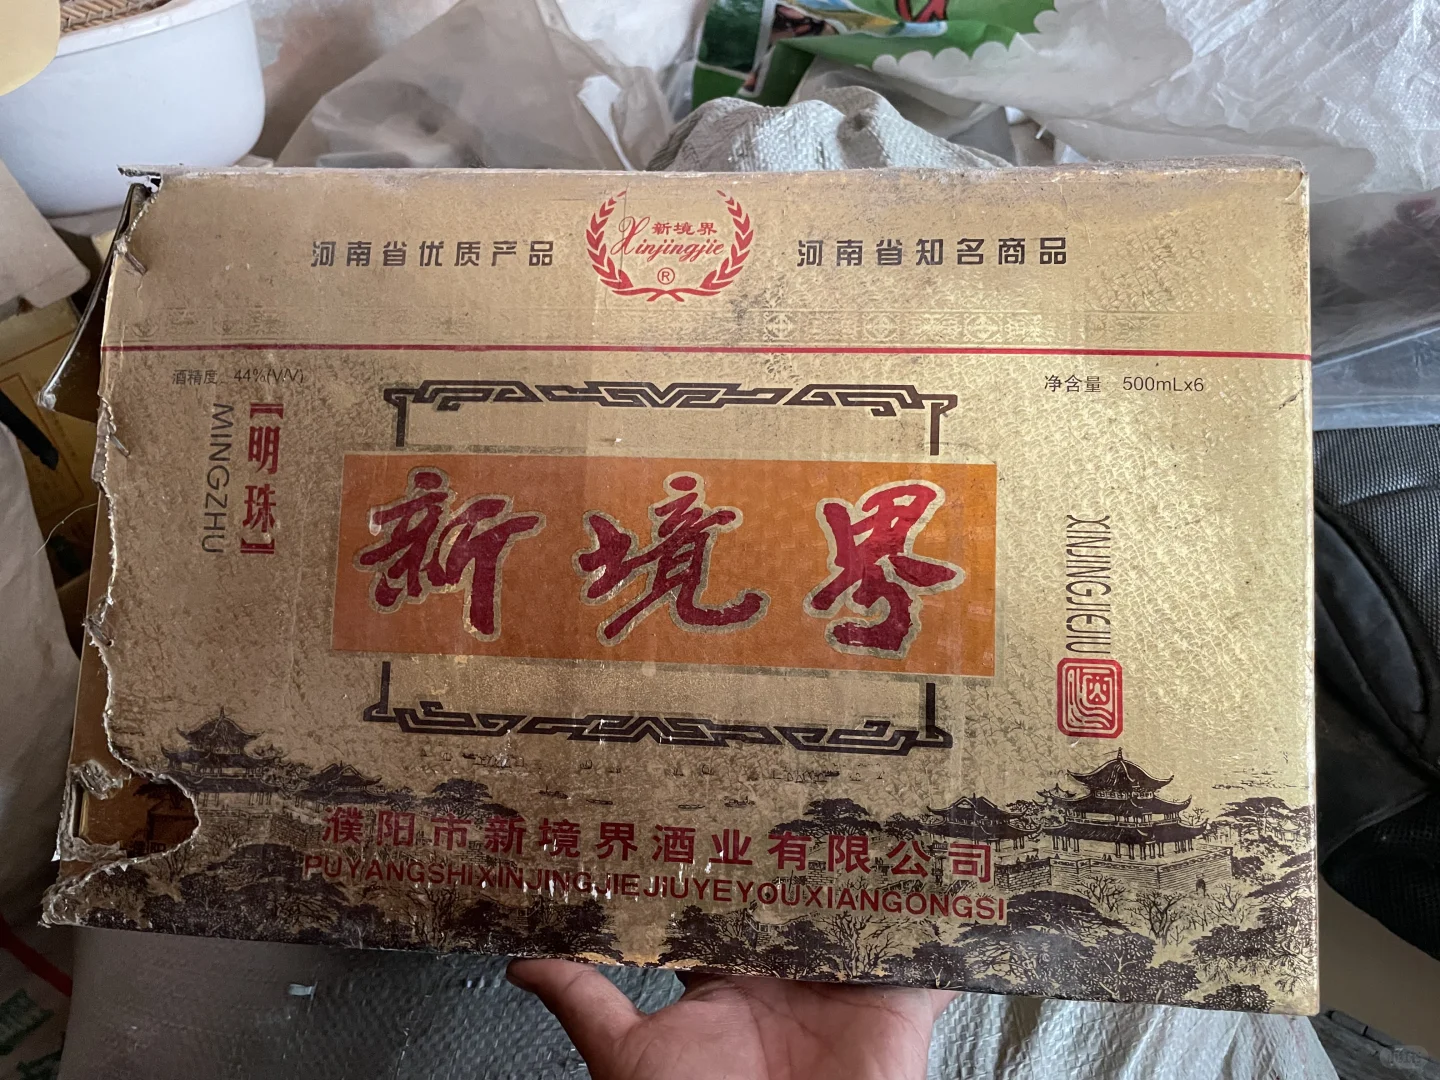 河南省优质产品
新境界
Xinjingjie
®
河南省知名商品
酒精度 44%(V/V)
净含量 500mLx6
【明珠】
MINGZHU
新境界
XINJINGJIEJIU
酒
濮阳市新境界酒业有限公司
PUYANGSHIXINJINGJIEJIUYEYOUXIANGONGSI